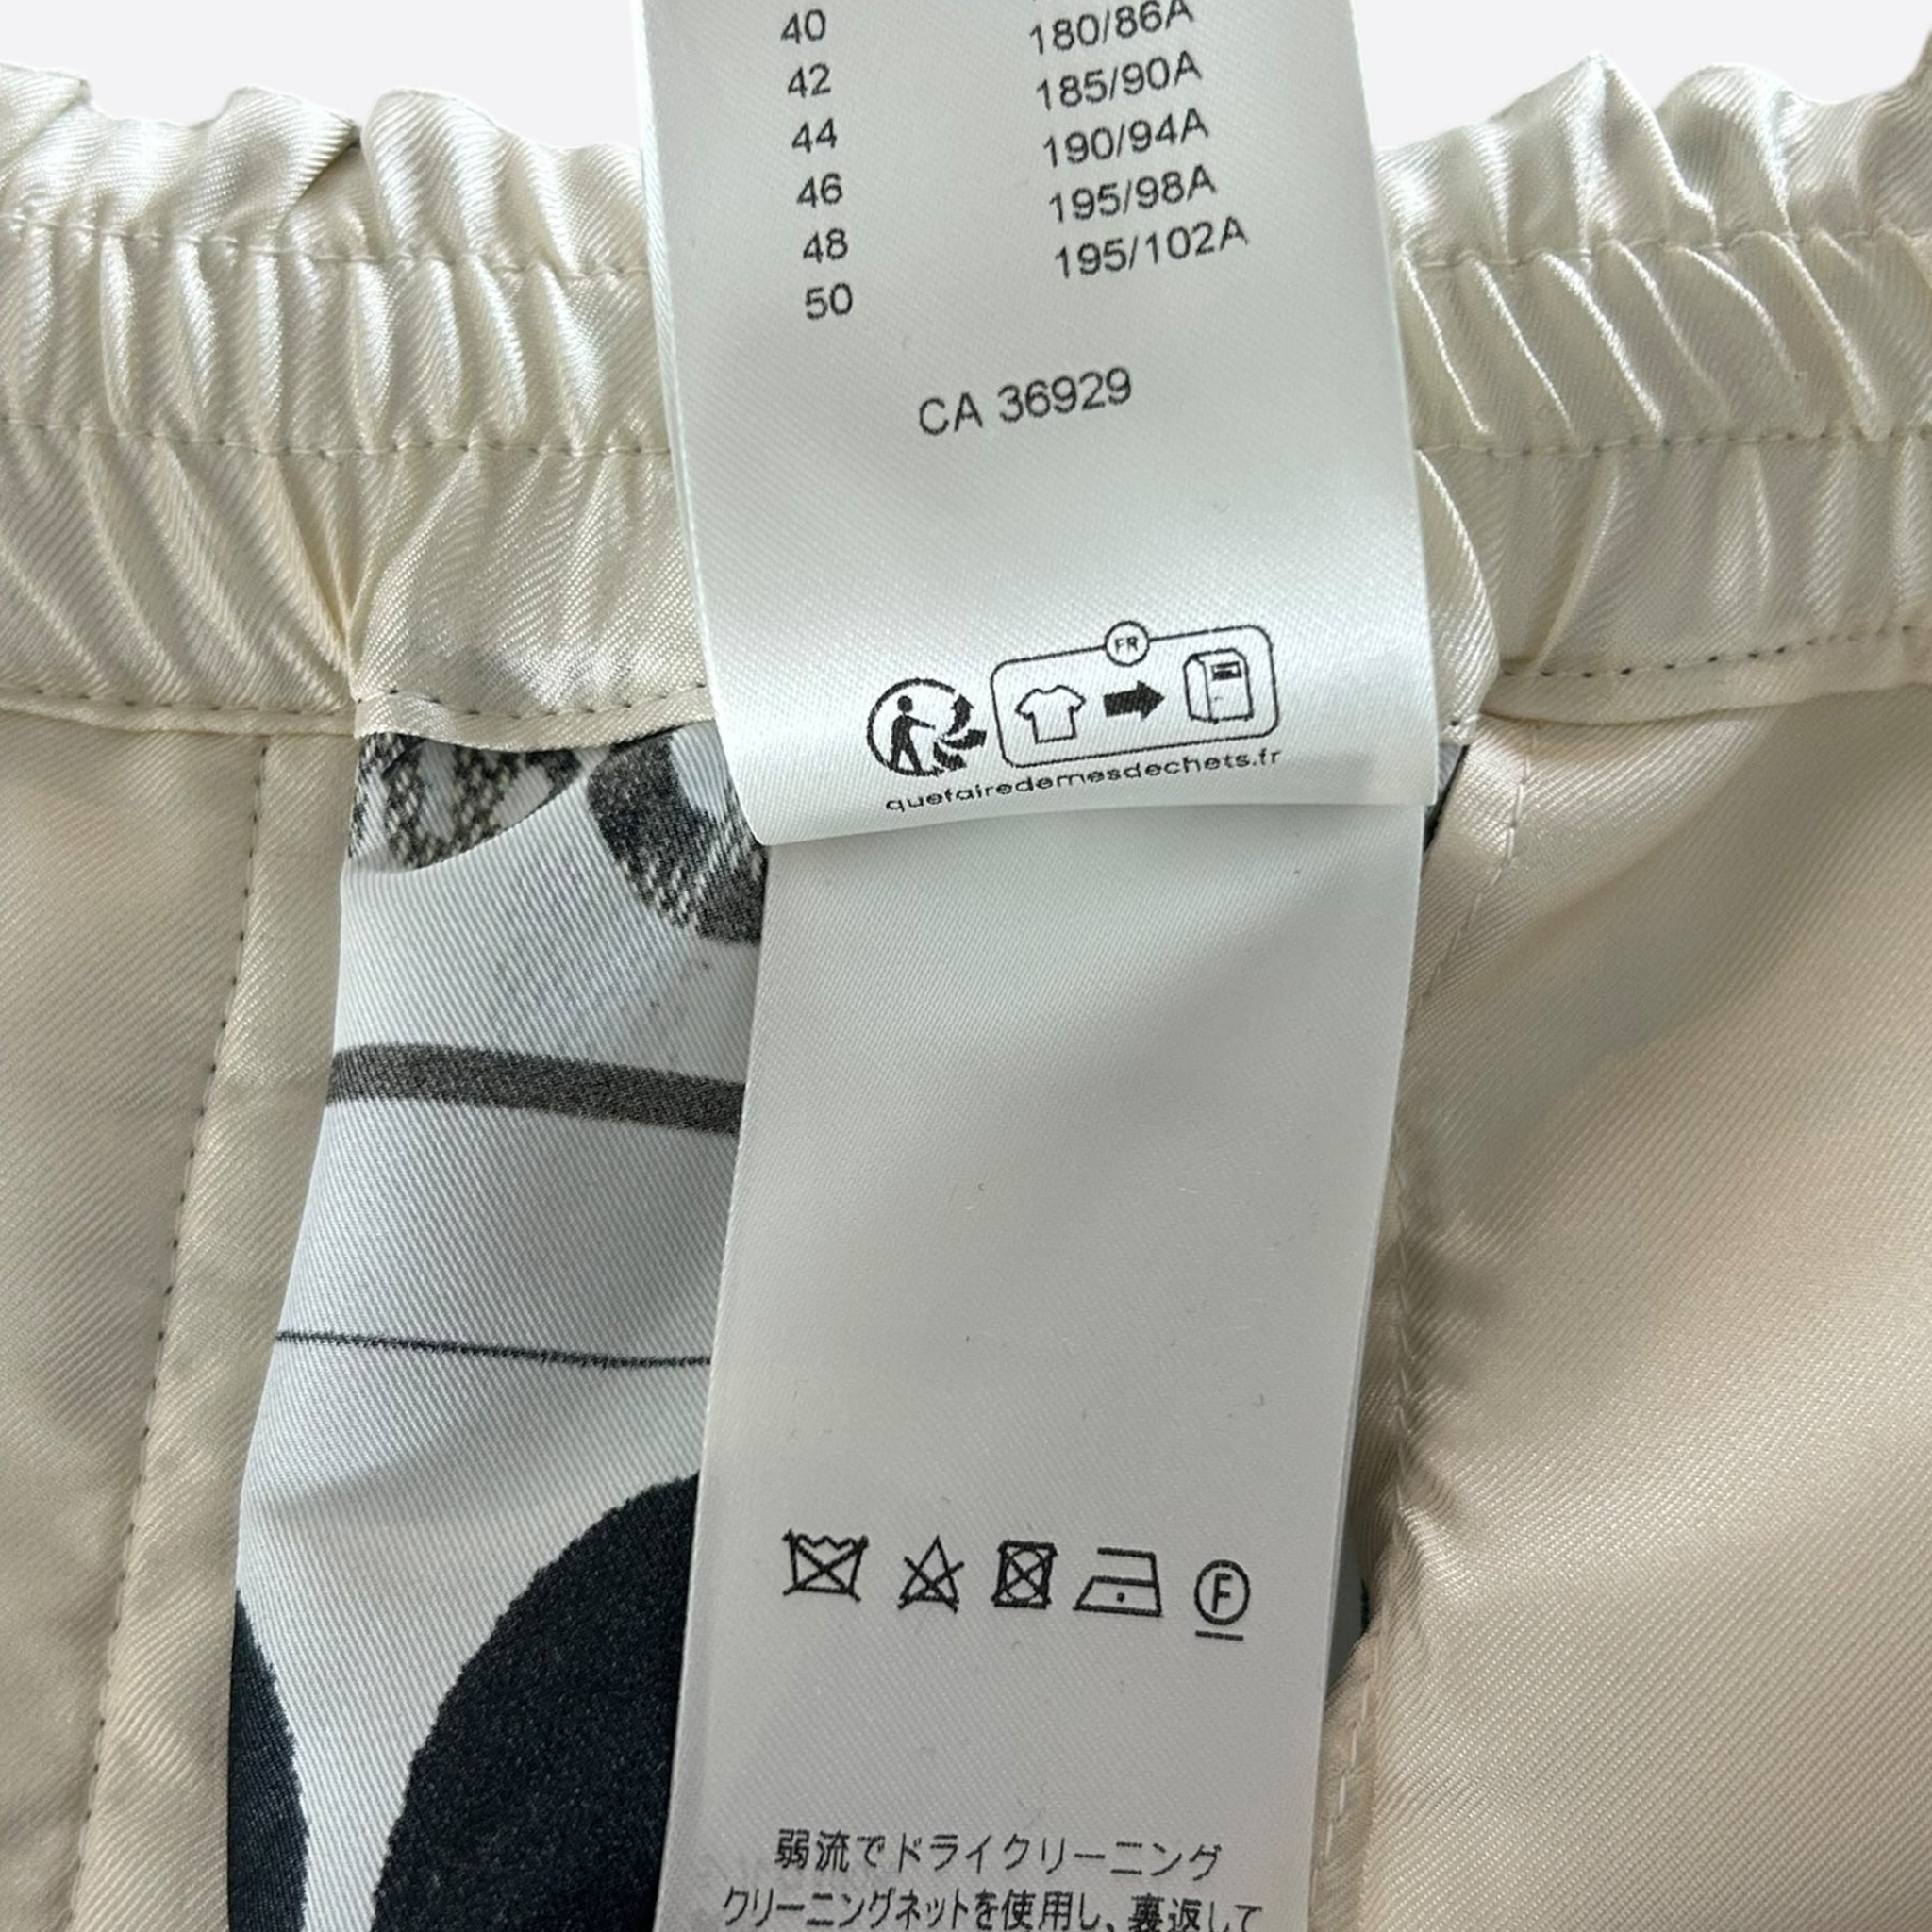 40 180/86A
42 185/90A
44 190/94A
46 195/98A
48 195/102A
50
CA 36929
FR
quefairedemesdechets.fr
F
弱流でドライクリーニング
クリーニングネットを使用し、裏返して